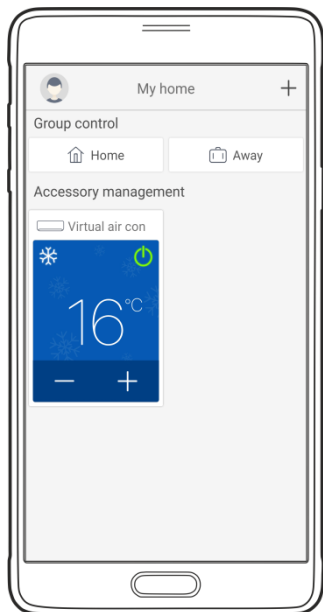 My home +
Group control
Home Away
Accessory management
Virtual air con
16°C
− +